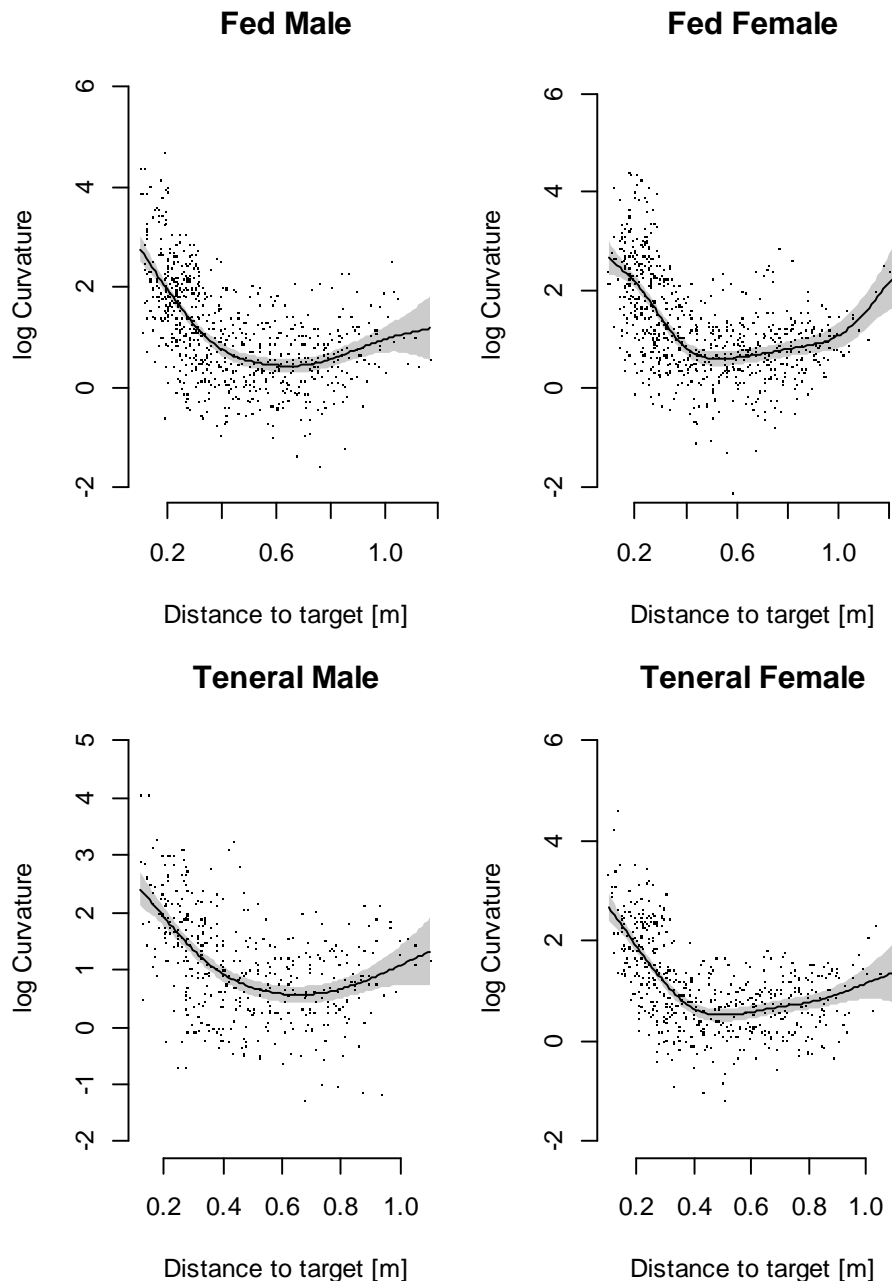 Fed Male
6
4
2
0
-2
log Curvature
0.2 0.6 1.0
Distance to target [m]
Fed Female
6
4
2
0
-2
log Curvature
0.2 0.6 1.0
Distance to target [m]
Teneral Male
5
4
3
2
1
0
-1
-2
log Curvature
0.2 0.4 0.6 0.8 1.0
Distance to target [m]
Teneral Female
6
4
2
0
-2
log Curvature
0.2 0.4 0.6 0.8 1.0
Distance to target [m]